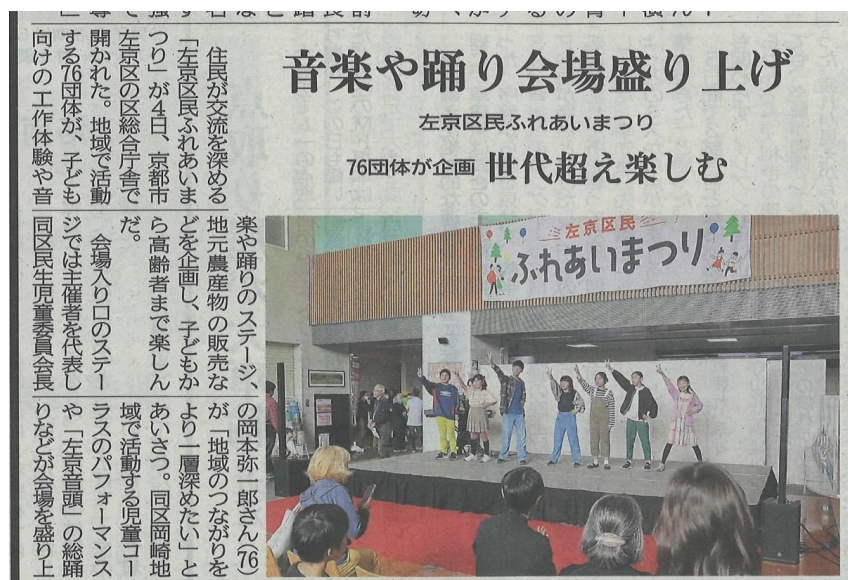 音楽や踊り会場盛り上げ
左京区民ふれあいまつり
76団体が企画 世代超え楽しむ
住民が交流を深める
「左京区民ふれあいま
つり」が4日、京都市
左京区の区総合庁舎で
開かれた。地域で活動
する76団体が、子ども
向けの工作体験や音
楽や踊りのステージ、
地元農産物の販売な
どを企画し、子どもか
ら高齢者まで楽しん
だ。
会場入り口のステー
ジでは主催者を代表し
同区民生児童委員会長
の岡本弥一郎さん(76)
が「地域のつながりを
より一層深めたい」と
あいさつ。同区岡崎地
域で活動する児童コー
ラスのパフォーマンス
や「左京音頭」の総踊
りなどが会場を盛り上
左京区民
ふれあいまつり